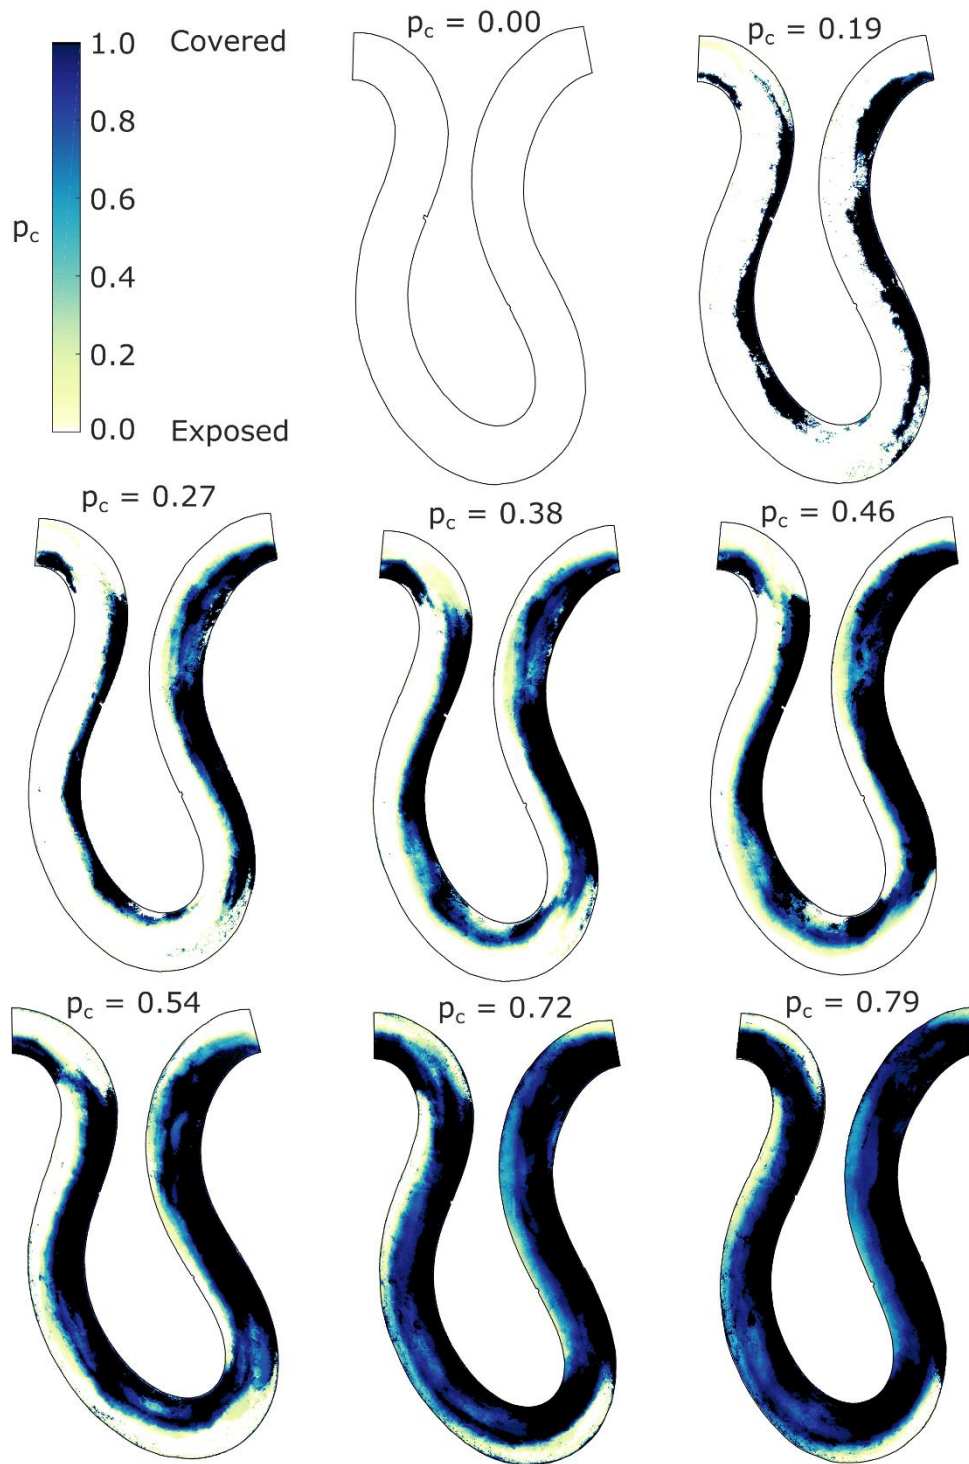 p_c = 0.00
p_c = 0.19
1.0 Covered
0.8
0.6
p_c
0.4
0.2
0.0 Exposed
p_c = 0.27
p_c = 0.38
p_c = 0.46
p_c = 0.54
p_c = 0.72
p_c = 0.79